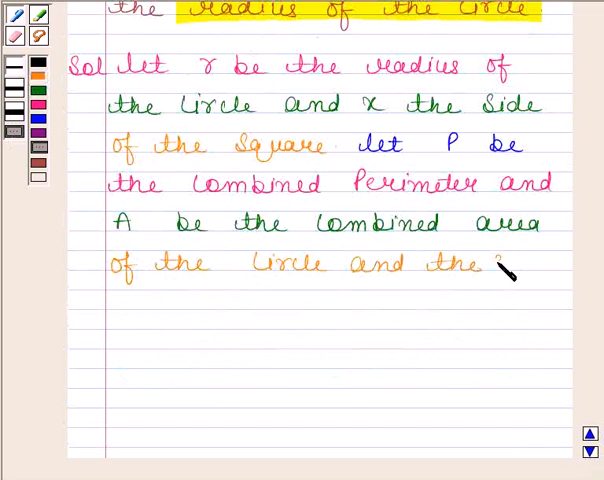 the radius of the circle.
Sol let r be the radius of
the circle and x the side
of the square let P be
the combined Perimeter and
A be the combined area
of the circle and the